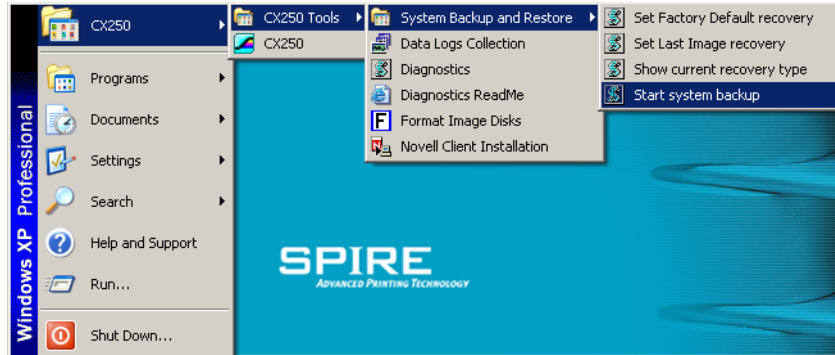 CX250
Programs
Documents
Settings
Search
Help and Support
Run...
Shut Down...
Windows XP Professional
CX250 Tools
CX250
System Backup and Restore
Data Logs Collection
Diagnostics
Diagnostics ReadMe
F Format Image Disks
Novell Client Installation
Set Factory Default recovery
Set Last Image recovery
Show current recovery type
Start system backup
SPIRE
ADVANCED PRINTING TECHNOLOGY